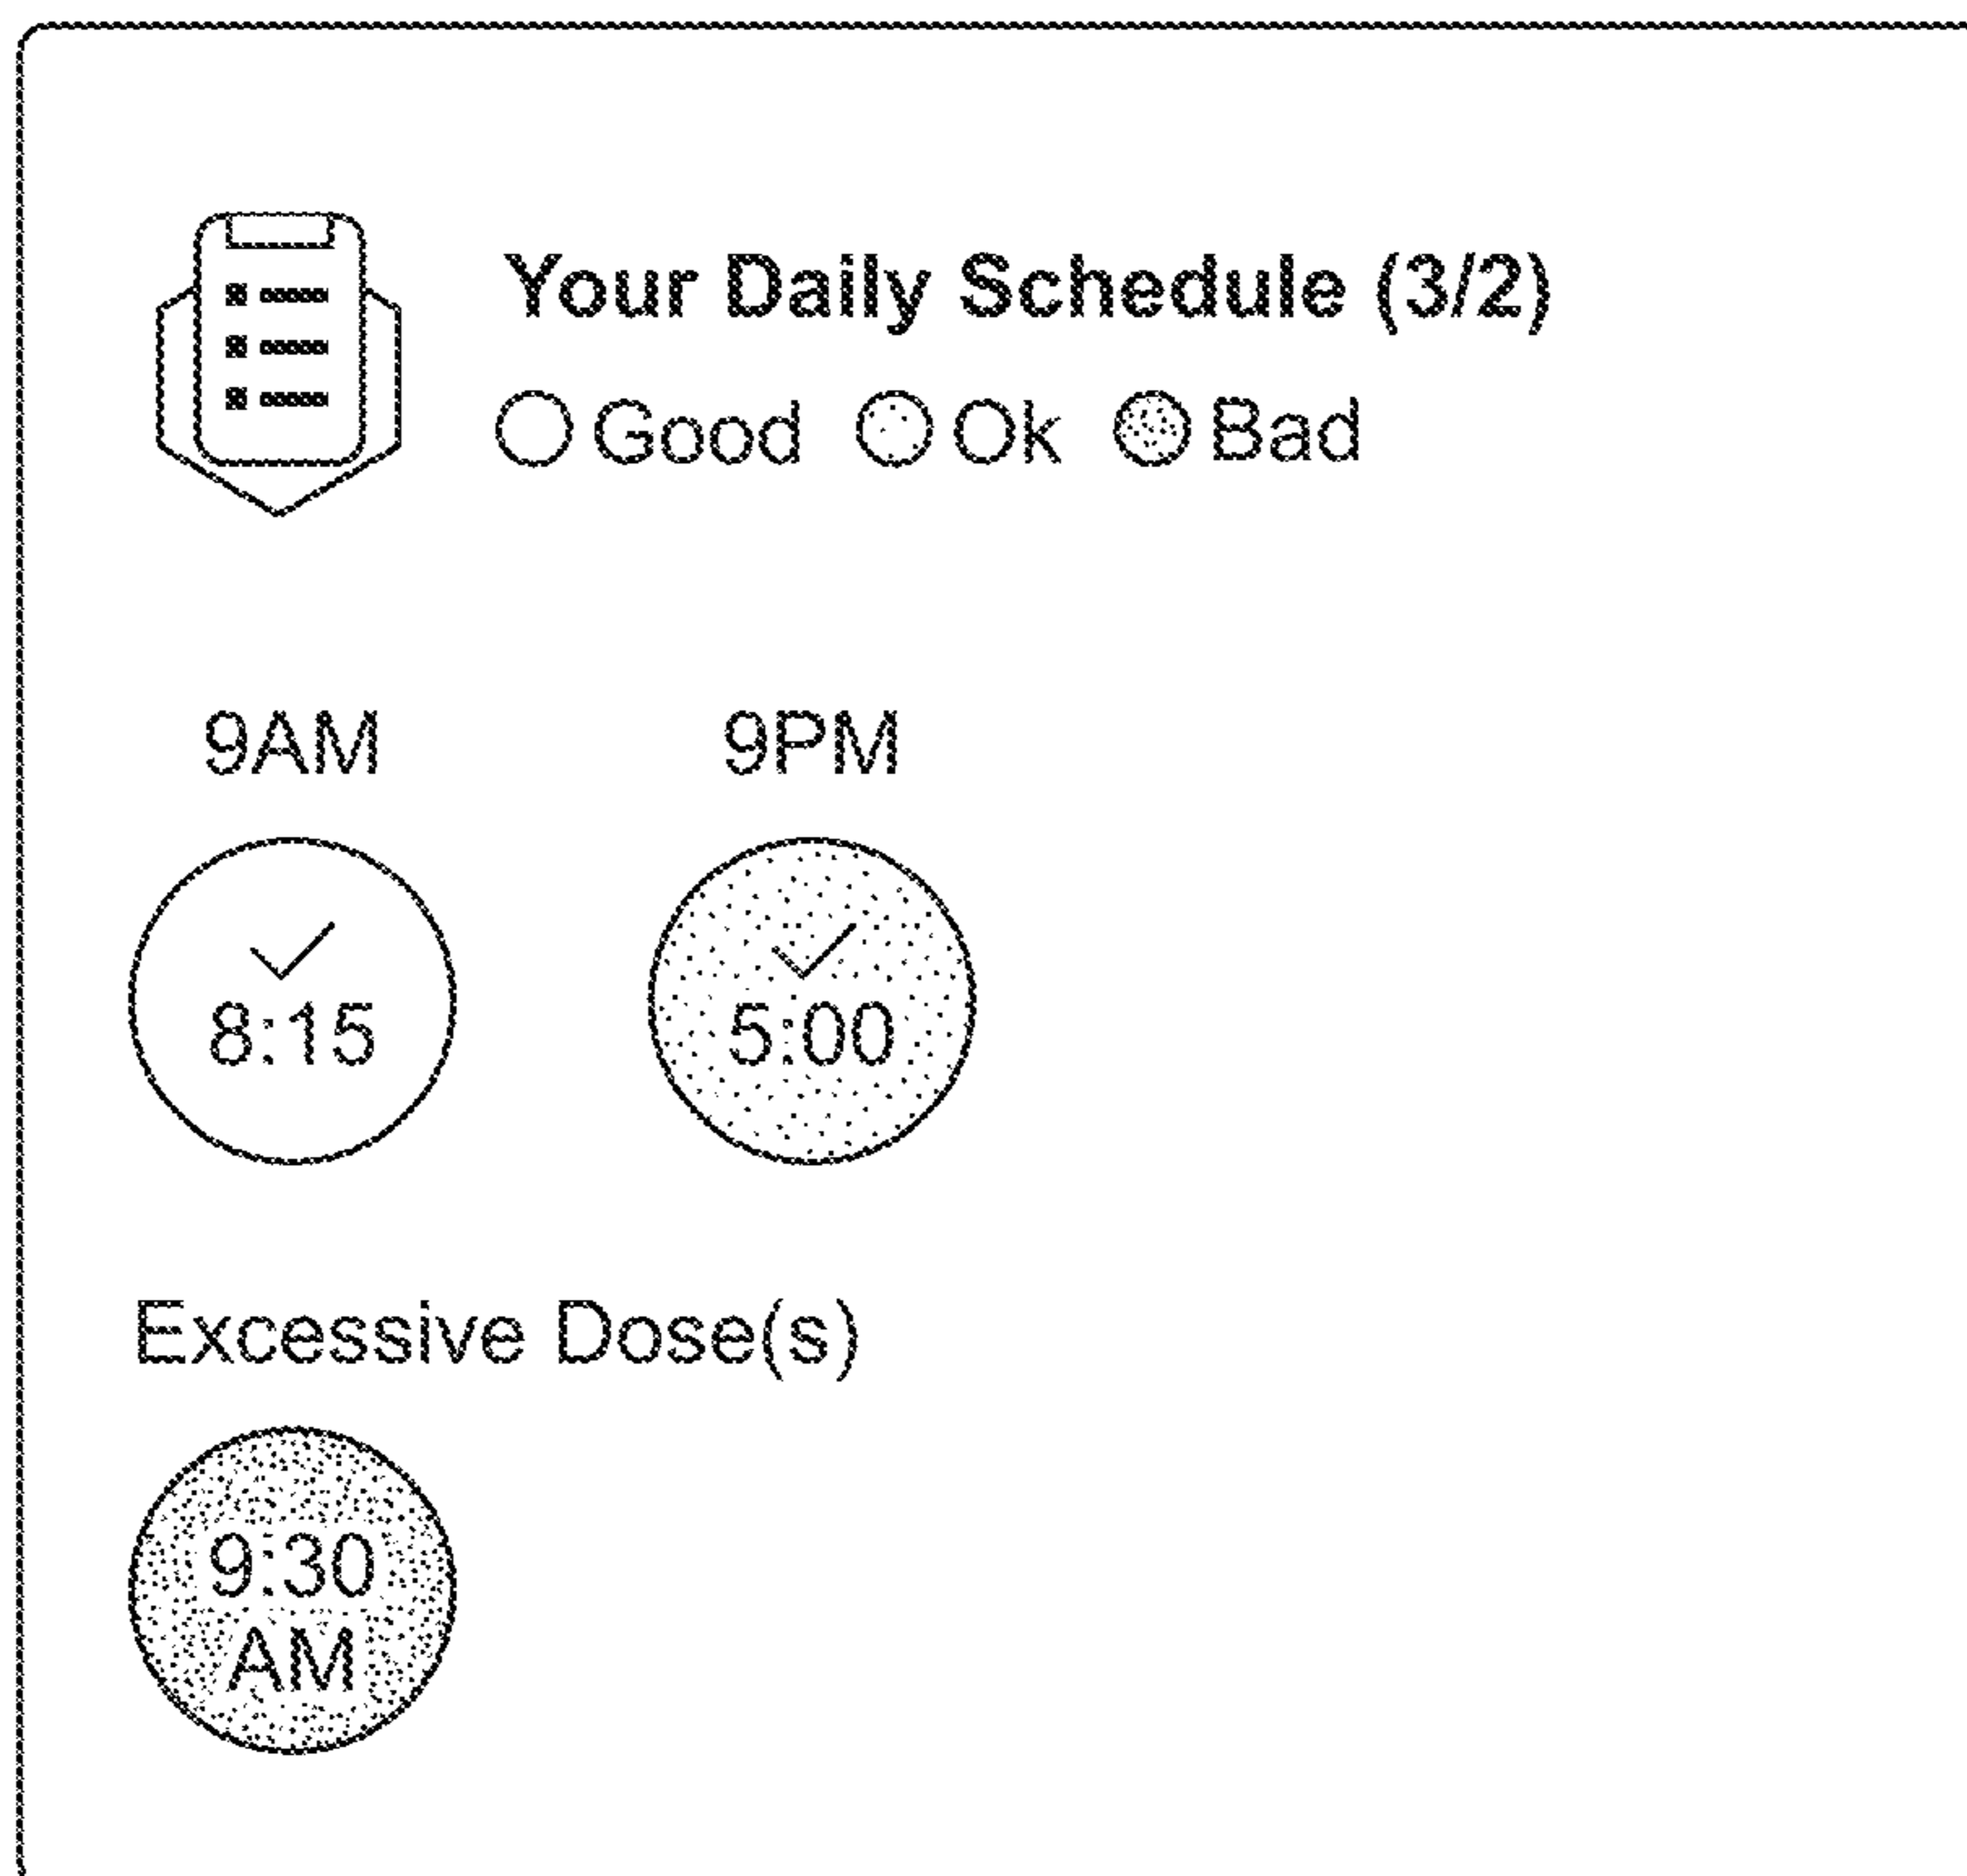 Your Daily Schedule (3/2)
Good Ok Bad
9AM 9PM
8:15 5:00
Excessive Dose(s)
9:30
AM